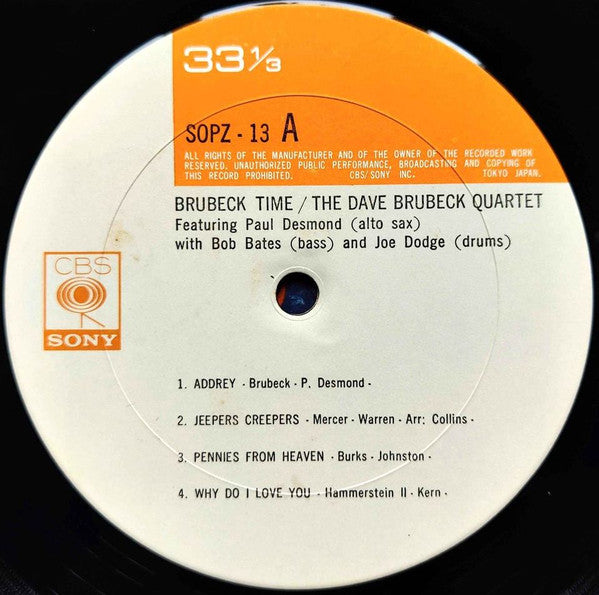 33 1/3
SOPZ - 13 A
ALL RIGHTS OF THE MANUFACTURER AND OF THE OWNER OF THE RECORDED WORK
RESERVED. UNAUTHORIZED PUBLIC PERFORMANCE, BROADCASTING AND COPYING OF
THIS RECORD PROHIBITED. CBS/SONY INC. TOKYO JAPAN.
BRUBECK TIME / THE DAVE BRUBECK QUARTET
Featuring Paul Desmond (alto sax)
with Bob Bates (bass) and Joe Dodge (drums)
CBS
SONY
1. ADDREY - Brubeck - P. Desmond -
2. JEEPERS CREEPERS - Mercer - Warren - Arr: Collins -
3. PENNIES FROM HEAVEN - Burks - Johnston -
4. WHY DO I LOVE YOU - Hammerstein II - Kern -